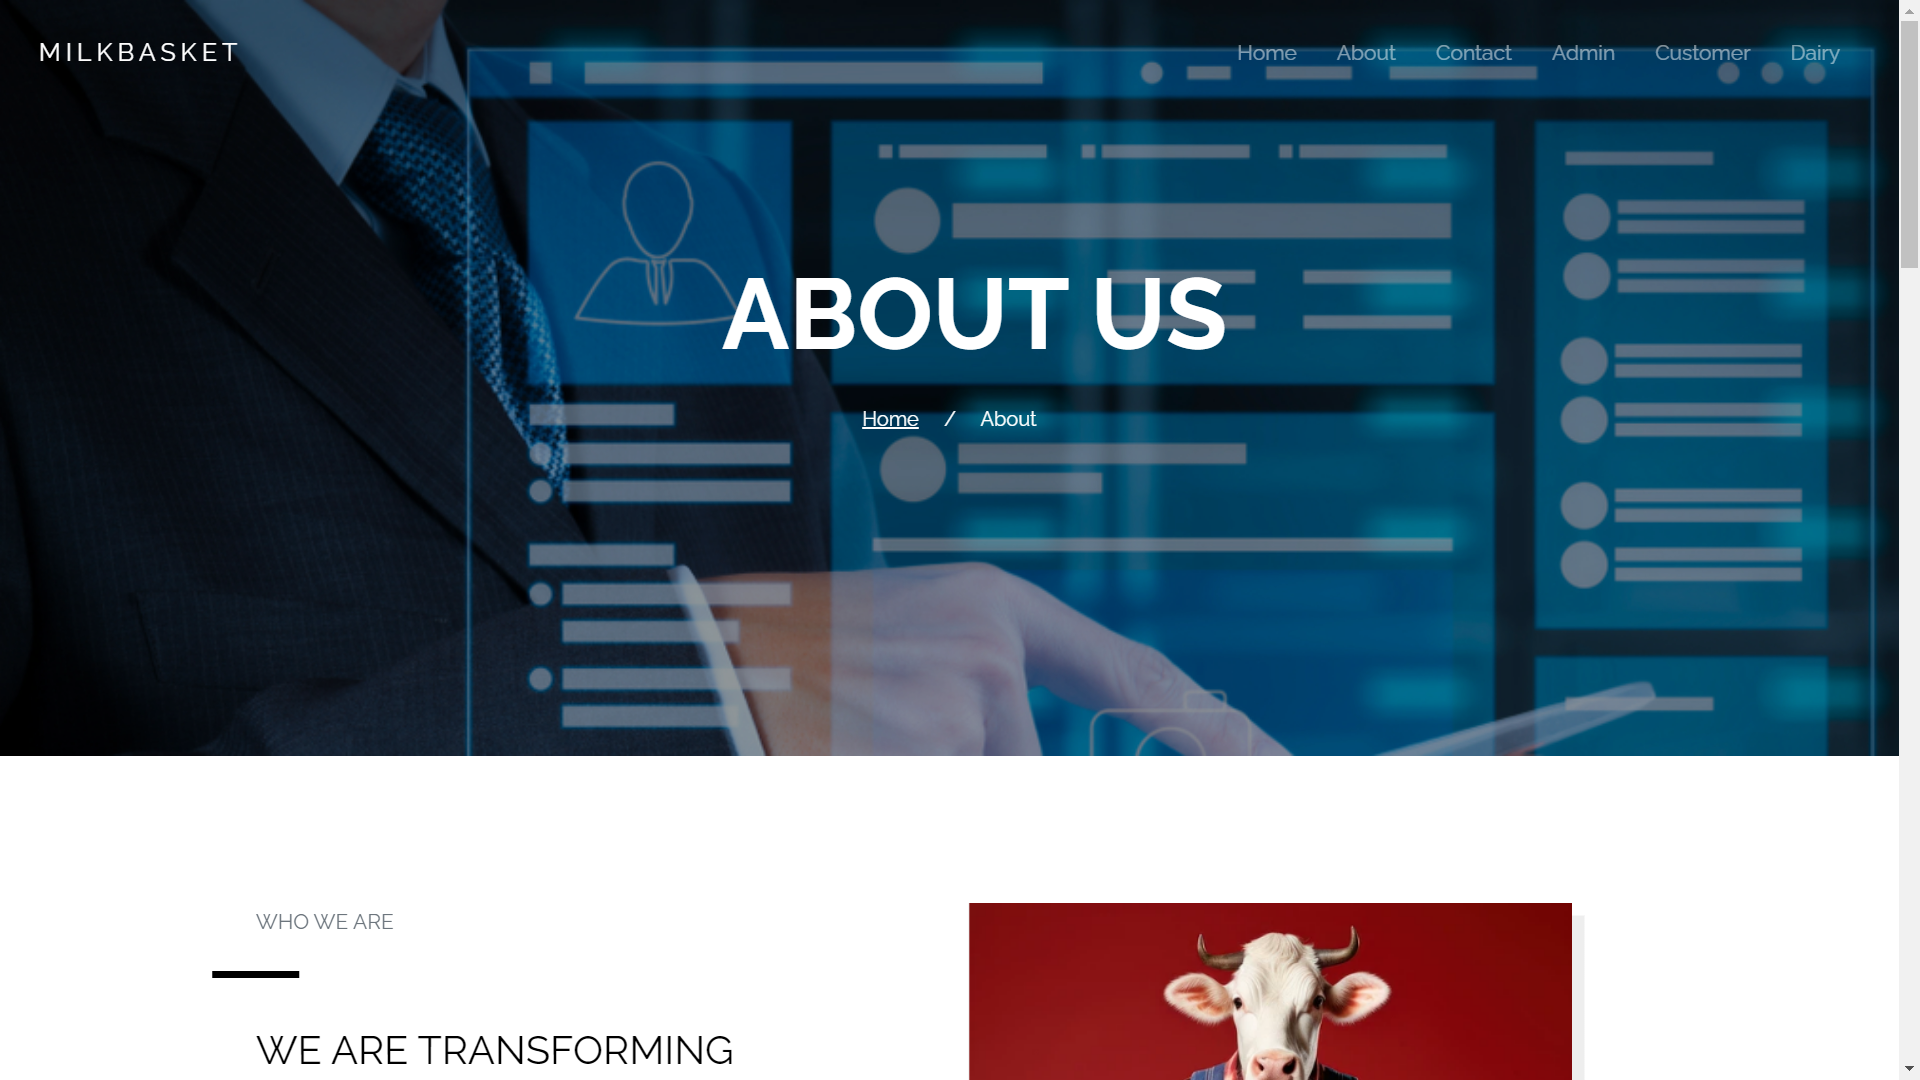 MILKBASKET
Home About Contact Admin Customer Dairy
ABOUT US
Home / About
WHO WE ARE
WE ARE TRANSFORMING